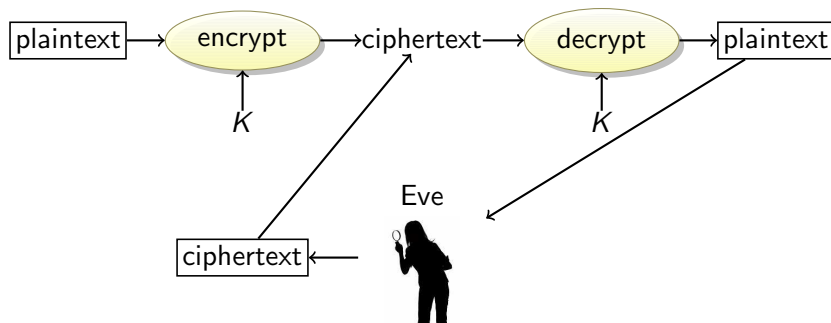 plaintext encrypt ciphertext decrypt plaintext
K K
Eve
ciphertext